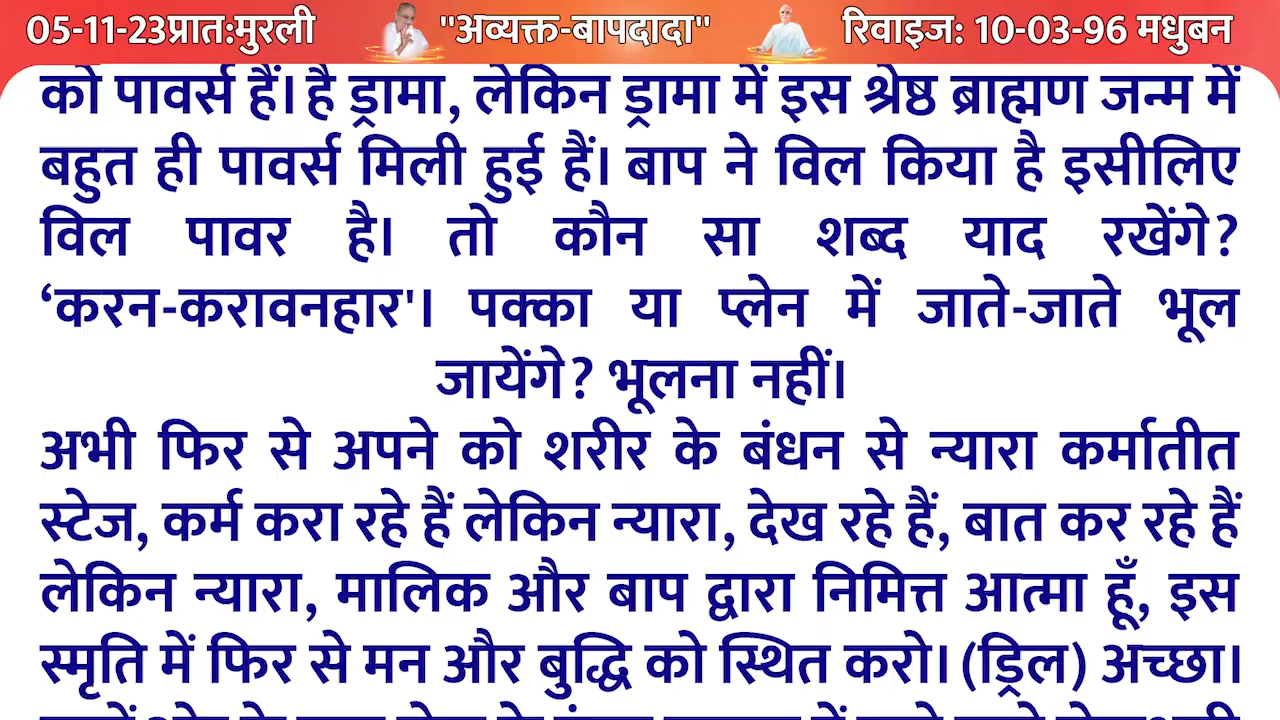 05-11-23प्रात:मुरली "अव्यक्त-बापदादा" रिवाइज: 10-03-96 मधुबन
को पावर्स हैं। है ड्रामा, लेकिन ड्रामा में इस श्रेष्ठ ब्राह्मण जन्म में
बहुत ही पावर्स मिली हुई हैं। बाप ने विल किया है इसीलिए
विल पावर है। तो कौन सा शब्द याद रखेंगे?
‘करन-करावनहार'। पक्का या प्लेन में जाते-जाते भूल
जायेंगे? भूलना नहीं।
अभी फिर से अपने को शरीर के बंधन से न्यारा कर्मातीत
स्टेज, कर्म करा रहे हैं लेकिन न्यारा, देख रहे हैं, बात कर रहे हैं
लेकिन न्यारा, मालिक और बाप द्वारा निमित्त आत्मा हूँ, इस
स्मृति में फिर से मन और बुद्धि को स्थित करो। (ड्रिल) अच्छा।